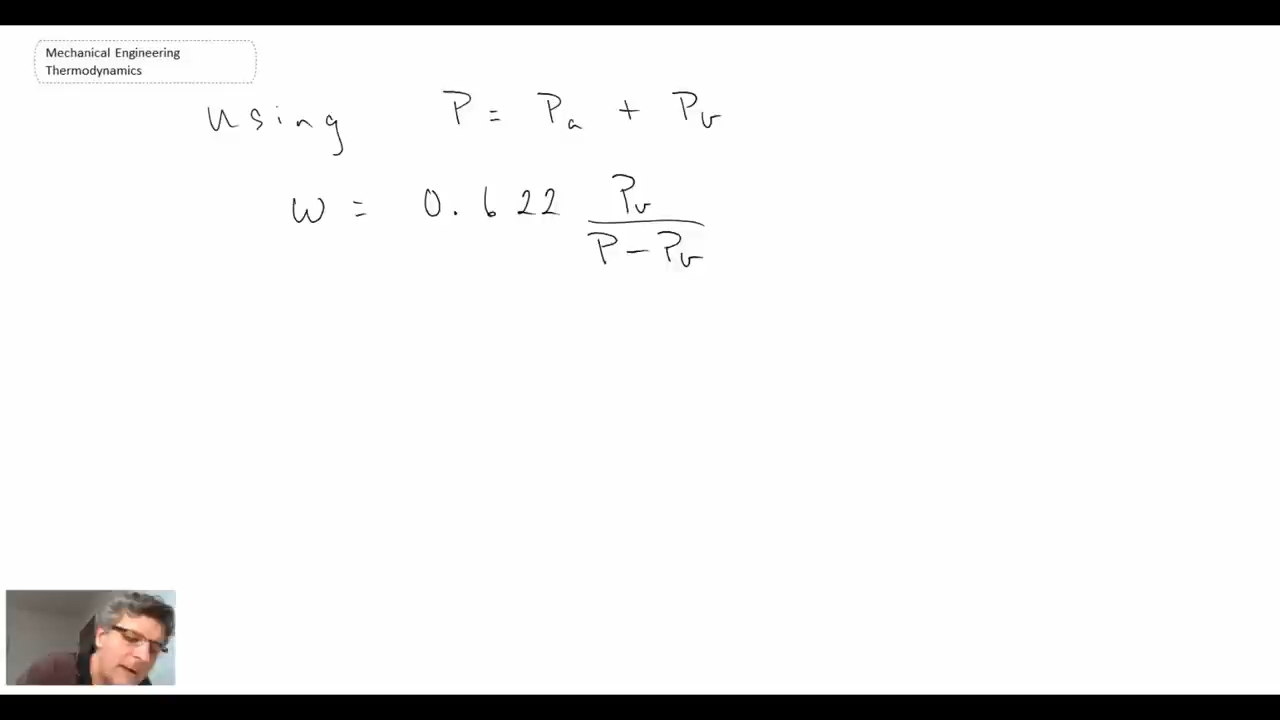 Mechanical Engineering
Thermodynamics
Using P = Pa + Pv
w = 0.622 Pv / P - Pv